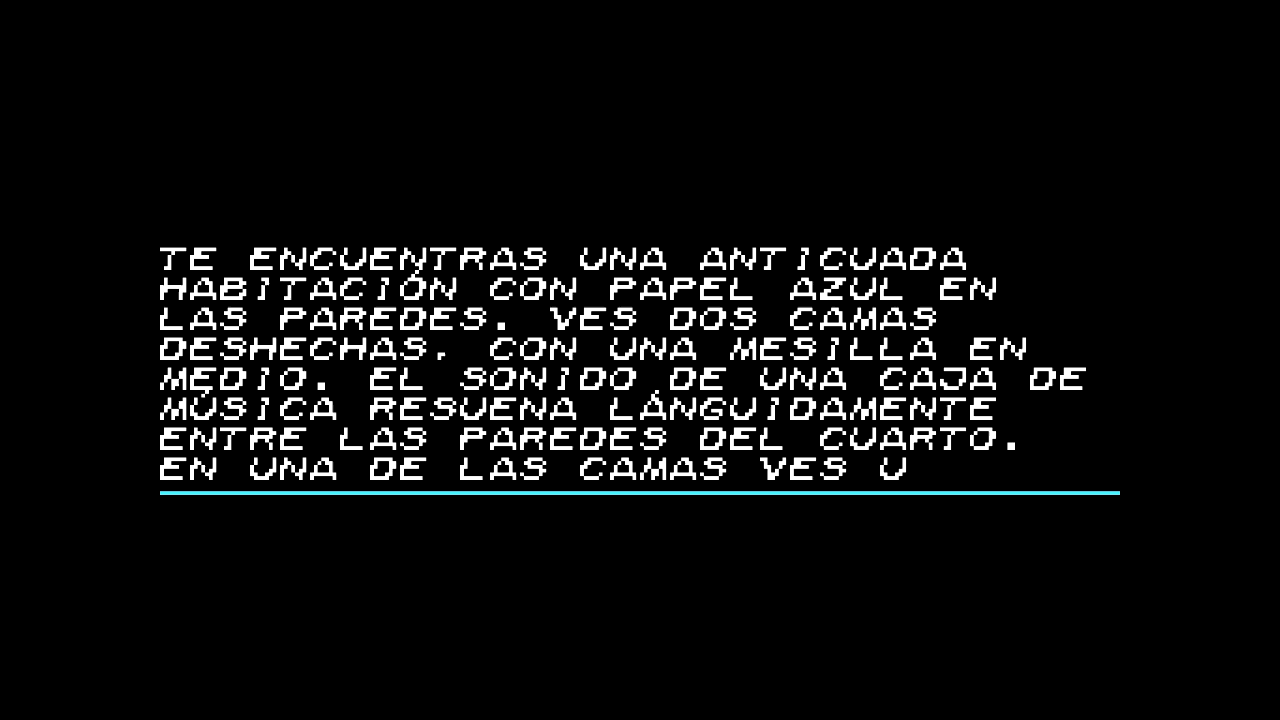 TE ENCUENTRAS UNA ANTICUADA
HABITACIÓN CON PAPEL AZUL EN
LAS PAREDES. VES DOS CAMAS
DESHECHAS, CON UNA MESILLA EN
MEDIO. EL SONIDO DE UNA CAJA DE
MÚSICA RESUENA LÁNGUIDAMENTE
ENTRE LAS PAREDES DEL CUARTO.
EN UNA DE LAS CAMAS VES U